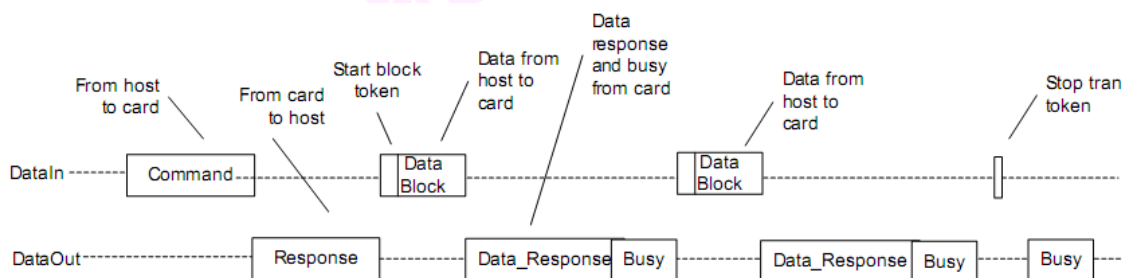 From host
to card
From card
to host
Start block
token
Data from
host to
card
Data
response
and busy
from card
Data from
host to
card
Stop tran
token
DataIn
Command
Data
Block
Data
Block
DataOut
Response
Data_Response
Busy
Data_Response
Busy
Busy